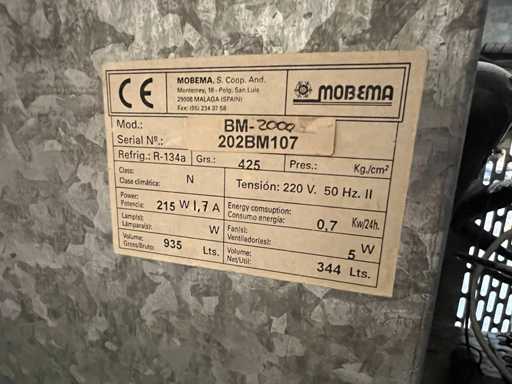 CE
MOBEMA, S. Coop. And.
Monterrey, 18 - Polg. San Luis
29006 MALAGA (SPAIN)
Fax: (95) 234 37 58
MOBEMA
Mod.: BM-2000
Serial Nº.: 202BM107
Refrig.: R-134a Grs.: 425 Pres.: Kg./cm²
Class:
Clase climática: N Tensión: 220 V. 50 Hz. II
Power:
Potencia: 215 W 1,7 A
Energy comsuption:
Consumo energía: 0,7 Kw/24h.
Lamp(s)
Lámpara(s): W
Fan(s)
Ventilador(es) 5 W
Volume:
Gross/Bruto: 935 Lts.
Volume:
Net/Util: 344 Lts.